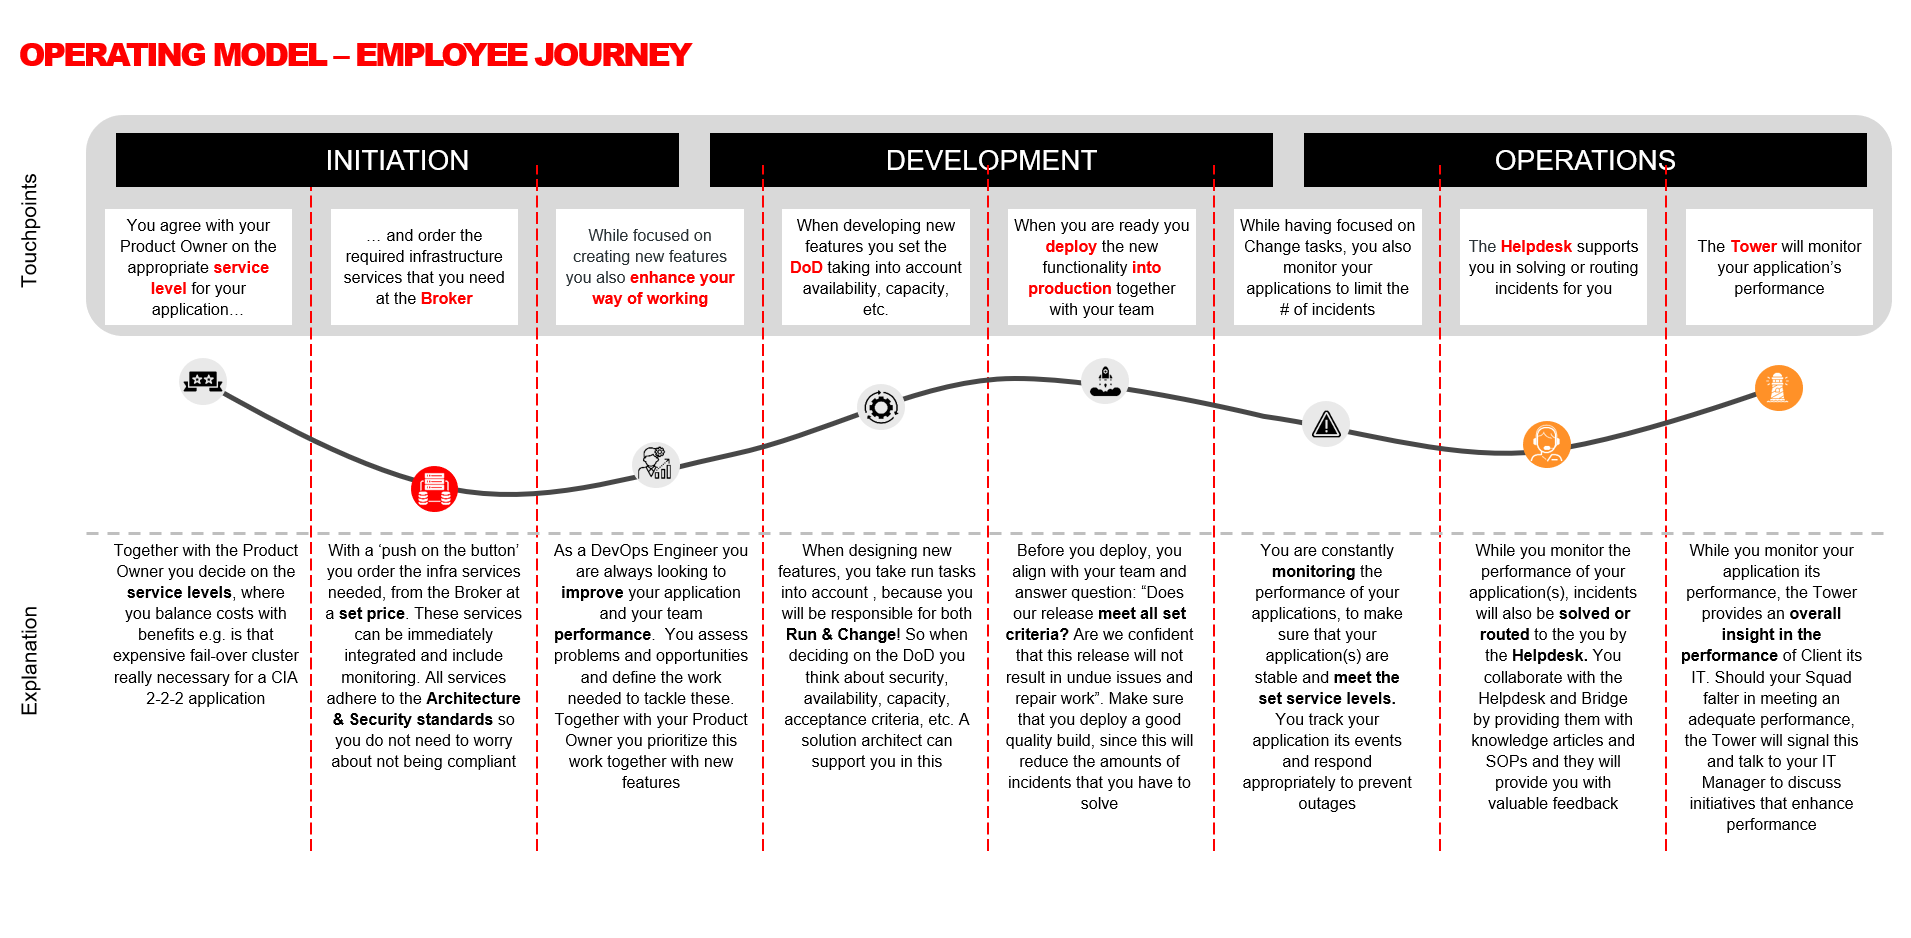 OPERATING MODEL – EMPLOYEE JOURNEY
Touchpoints
INITIATION
DEVELOPMENT
OPERATIONS
You agree with your
Product Owner on the
appropriate service
level for your
application…
… and order the
required infrastructure
services that you need
at the Broker
While focused on
creating new features
you also enhance your
way of working
When developing new
features you set the
DoD taking into account
availability, capacity,
etc.
When you are ready you
deploy the new
functionality into
production together
with your team
While having focused on
Change tasks, you also
monitor your
applications to limit the
# of incidents
The Helpdesk supports
you in solving or routing
incidents for you
The Tower will monitor
your application’s
performance
Explanation
Together with the Product
Owner you decide on the
service levels, where
you balance costs with
benefits e.g. is that
expensive fail-over cluster
really necessary for a CIA
2-2-2 application
With a ‘push on the button’
you order the infra services
needed, from the Broker at
a set price. These services
can be immediately
integrated and include
monitoring. All services
adhere to the Architecture
& Security standards so
you do not need to worry
about not being compliant
As a DevOps Engineer you
are always looking to
improve your application
and your team
performance.  You assess
problems and opportunities
and define the work
needed to tackle these.
Together with your Product
Owner you prioritize this
work together with new
features
When designing new
features, you take run tasks
into account , because you
will be responsible for both
Run & Change! So when
deciding on the DoD you
think about security,
availability, capacity,
acceptance criteria, etc. A
solution architect can
support you in this
Before you deploy, you
align with your team and
answer question: “Does
our release meet all set
criteria? Are we confident
that this release will not
result in undue issues and
repair work”. Make sure
that you deploy a good
quality build, since this will
reduce the amounts of
incidents that you have to
solve
You are constantly
monitoring the
performance of your
applications, to make
sure that your
application(s) are
stable and meet the
set service levels.
You track your
application its events
and respond
appropriately to prevent
outages
While you monitor the
performance of your
application(s), incidents
will also be solved or
routed to the you by
the Helpdesk. You
collaborate with the
Helpdesk and Bridge
by providing them with
knowledge articles and
SOPs and they will
provide you with
valuable feedback
While you monitor your
application its
performance, the Tower
provides an overall
insight in the
performance of Client its
IT. Should your Squad
falter in meeting an
adequate performance,
the Tower will signal this
and talk to your IT
Manager to discuss
initiatives that enhance
performance